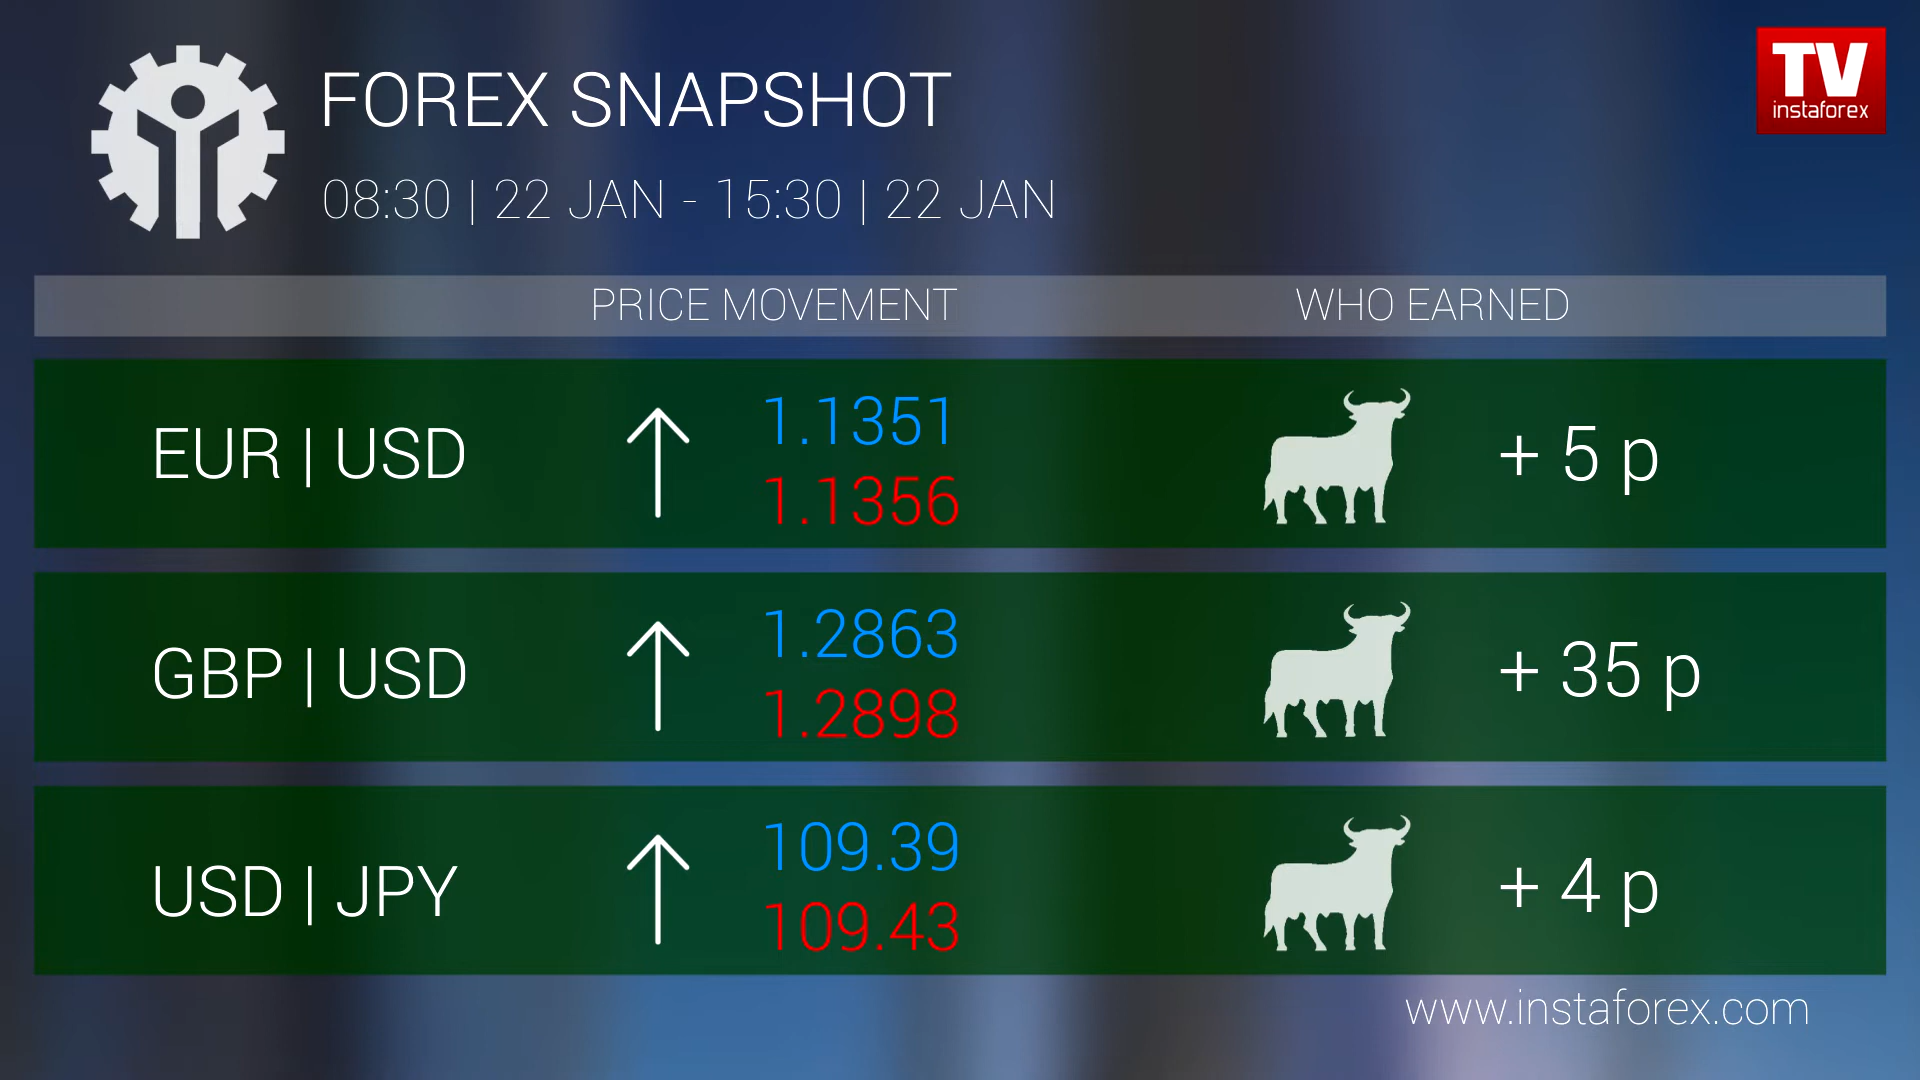 FOREX SNAPSHOT
TV
instaforex
08:30 | 22 JAN - 15:30 | 22 JAN
PRICE MOVEMENT WHO EARNED
EUR | USD
1.1351
1.1356
+ 5 p
GBP | USD
1.2863
1.2898
+ 35 p
USD | JPY
109.39
109.43
+ 4 p
www.instaforex.com